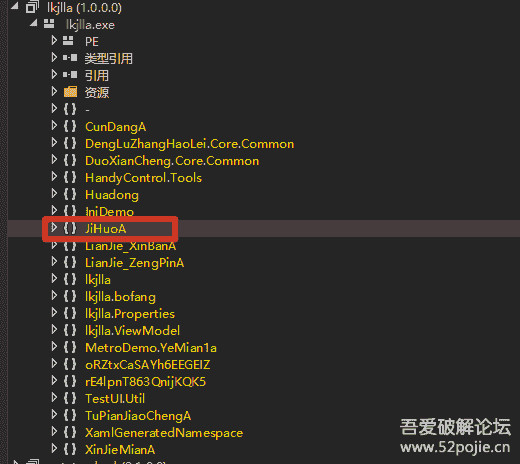 lkjlla (1.0.0.0)
lkjlla.exe
PE
类型引用
引用
资源
{ } -
{ } CunDangA
{ } DengLuZhangHaoLei.Core.Common
{ } DuoXianCheng.Core.Common
{ } HandyControl.Tools
{ } Huadong
{ } IniDemo
{ } JiHuoA
{ } LianJie_XinBanA
{ } LianJie_ZengPinA
{ } lkjlla
{ } lkjlla.bofang
{ } lkjlla.Properties
{ } lkjlla.ViewModel
{ } MetroDemo.YeMian1a
{ } oRZtxCaSAYh6EEGEIZ
{ } rE4lpnT863QnijKQK5
{ } TestUI.Util
{ } TuPianJiaoChengA
{ } XamlGeneratedNamespace
{ } XinJieMianA
吾爱破解论坛
www.52pojie.cn